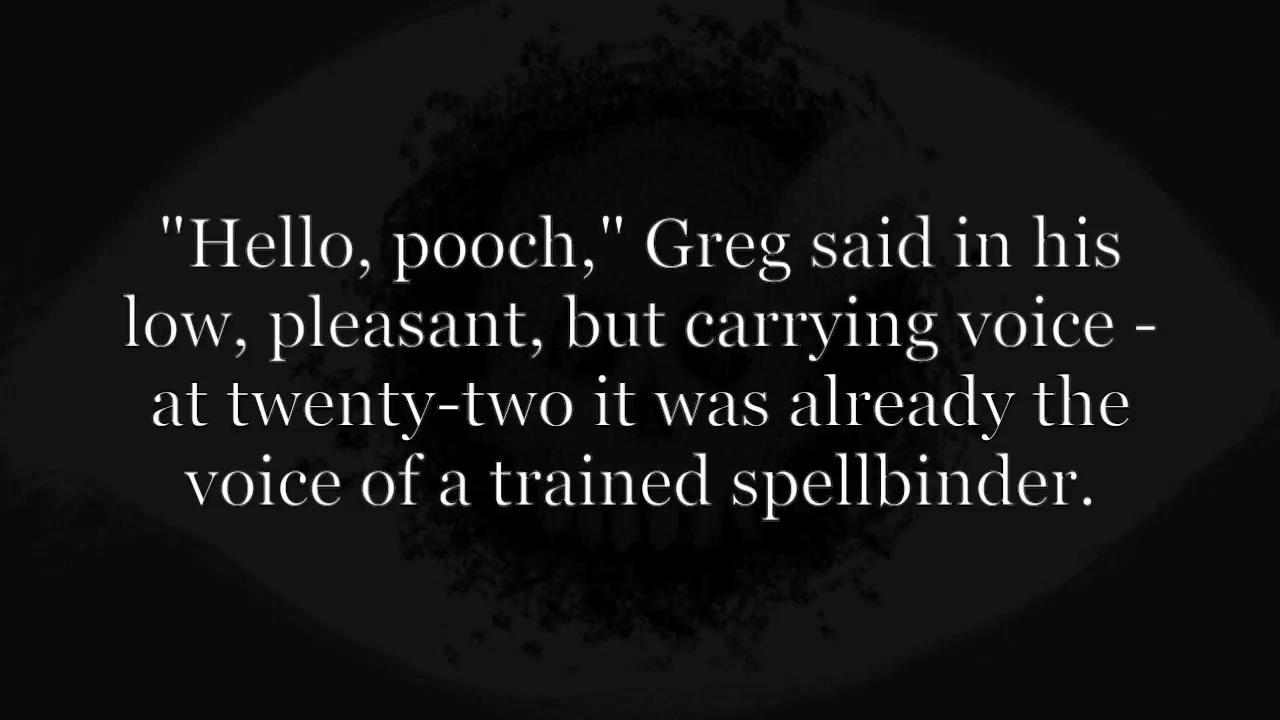 "Hello, pooch," Greg said in his
low, pleasant, but carrying voice -
at twenty-two it was already the
voice of a trained spellbinder.